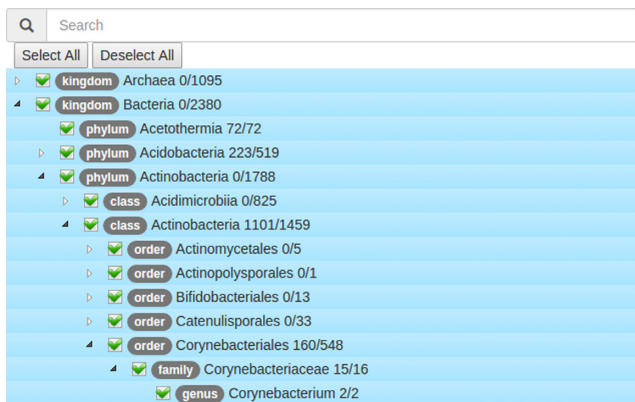 Search
Select All Deselect All
kingdom Archaea 0/1095
kingdom Bacteria 0/2380
phylum Acetothermia 72/72
phylum Acidobacteria 223/519
phylum Actinobacteria 0/1788
class Acidimicrobiia 0/825
class Actinobacteria 1101/1459
order Actinomycetales 0/5
order Actinopolysporales 0/1
order Bifidobacteriales 0/13
order Catenulisporales 0/33
order Corynebacteriales 160/548
family Corynebacteriaceae 15/16
genus Corynebacterium 2/2